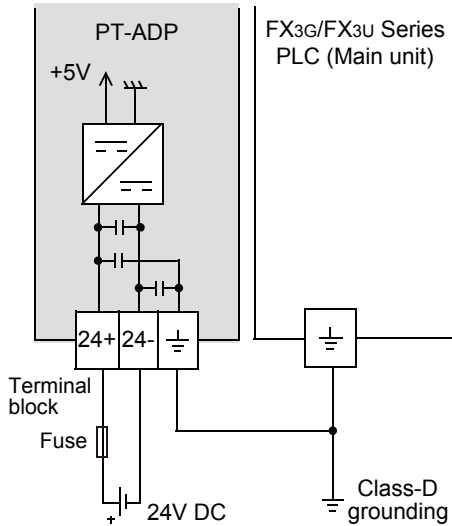 PT-ADP
FX3G/FX3U Series
PLC (Main unit)
+5V
24+
24-
Terminal
block
Fuse
+
24V DC
Class-D
grounding